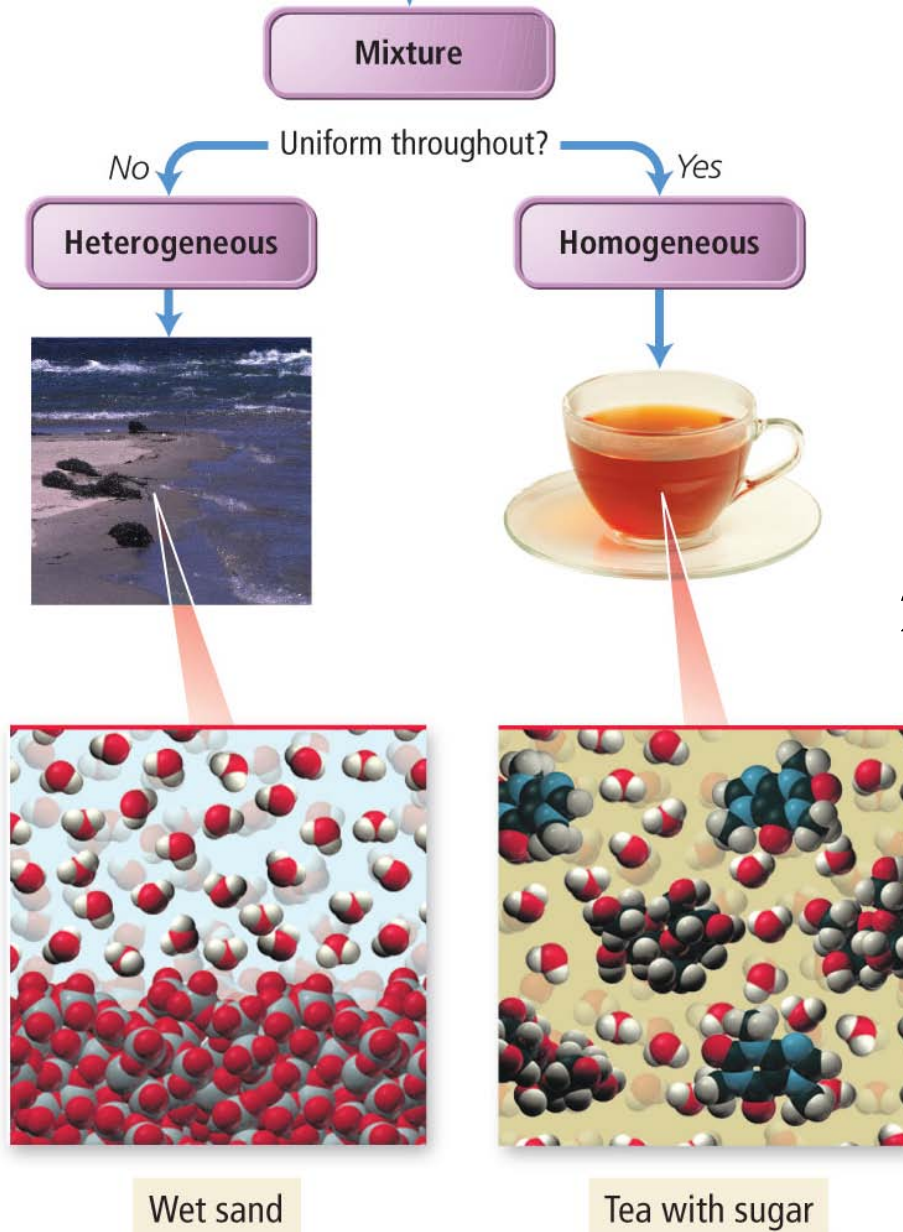 Mixture
Uniform throughout?
No
Yes
Heterogeneous
Homogeneous
Wet sand
Tea with sugar